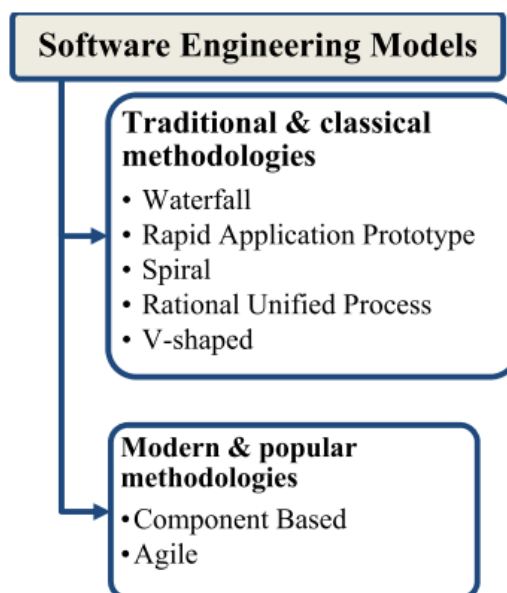 Software Engineering Models
Traditional & classical
methodologies
• Waterfall
• Rapid Application Prototype
• Spiral
• Rational Unified Process
• V-shaped
Modern & popular
methodologies
• Component Based
• Agile